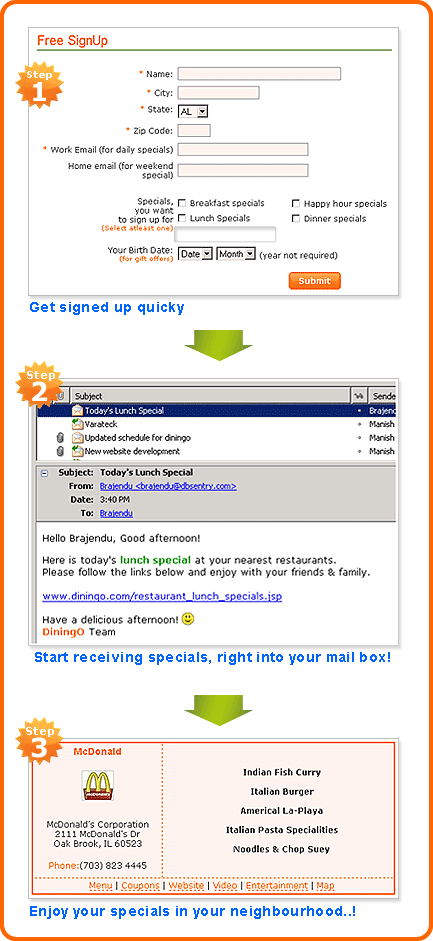 Free SignUp
Step
1
* Name:
* City:
* State: AL
* Zip Code:
* Work Email (for daily specials)
Home email (for weekend
special)
Specials,
you want
to sign up for
(Select atleast one)
Breakfast specials
Happy hour specials
Lunch Specials
Dinner specials
Your Birth Date:
(for gift offers)
Date Month (year not required)
Submit
Get signed up quicky
Step
2
Subject Sende
Today's Lunch Special Brajend
Varateck Manish
Updated schedule for diningo Manish
New website development Manish
Subject: Today's Lunch Special
From: Brajendu <brajendu@dbsentry.com>
Date: 3:40 PM
To: Brajendu
Hello Brajendu, Good afternoon!
Here is today's lunch special at your nearest restaurants.
Please follow the links below and enjoy with your friends & family.
www.diningo.com/restaurant_lunch_specials.jsp
Have a delicious afternoon!
DiningO Team
Start receiving specials, right into your mail box!
Step
3
McDonald
McDonald's
McDonald's Corporation
2111 McDonald's Dr
Oak Brook, IL 60523
Phone:(703) 823 4445
Indian Fish Curry
Italian Burger
Americal La-Playa
Italian Pasta Specialities
Noodles & Chop Suey
Menu | Coupons | Website | Video | Entertainment | Map
Enjoy your specials in your neighbourhood..!